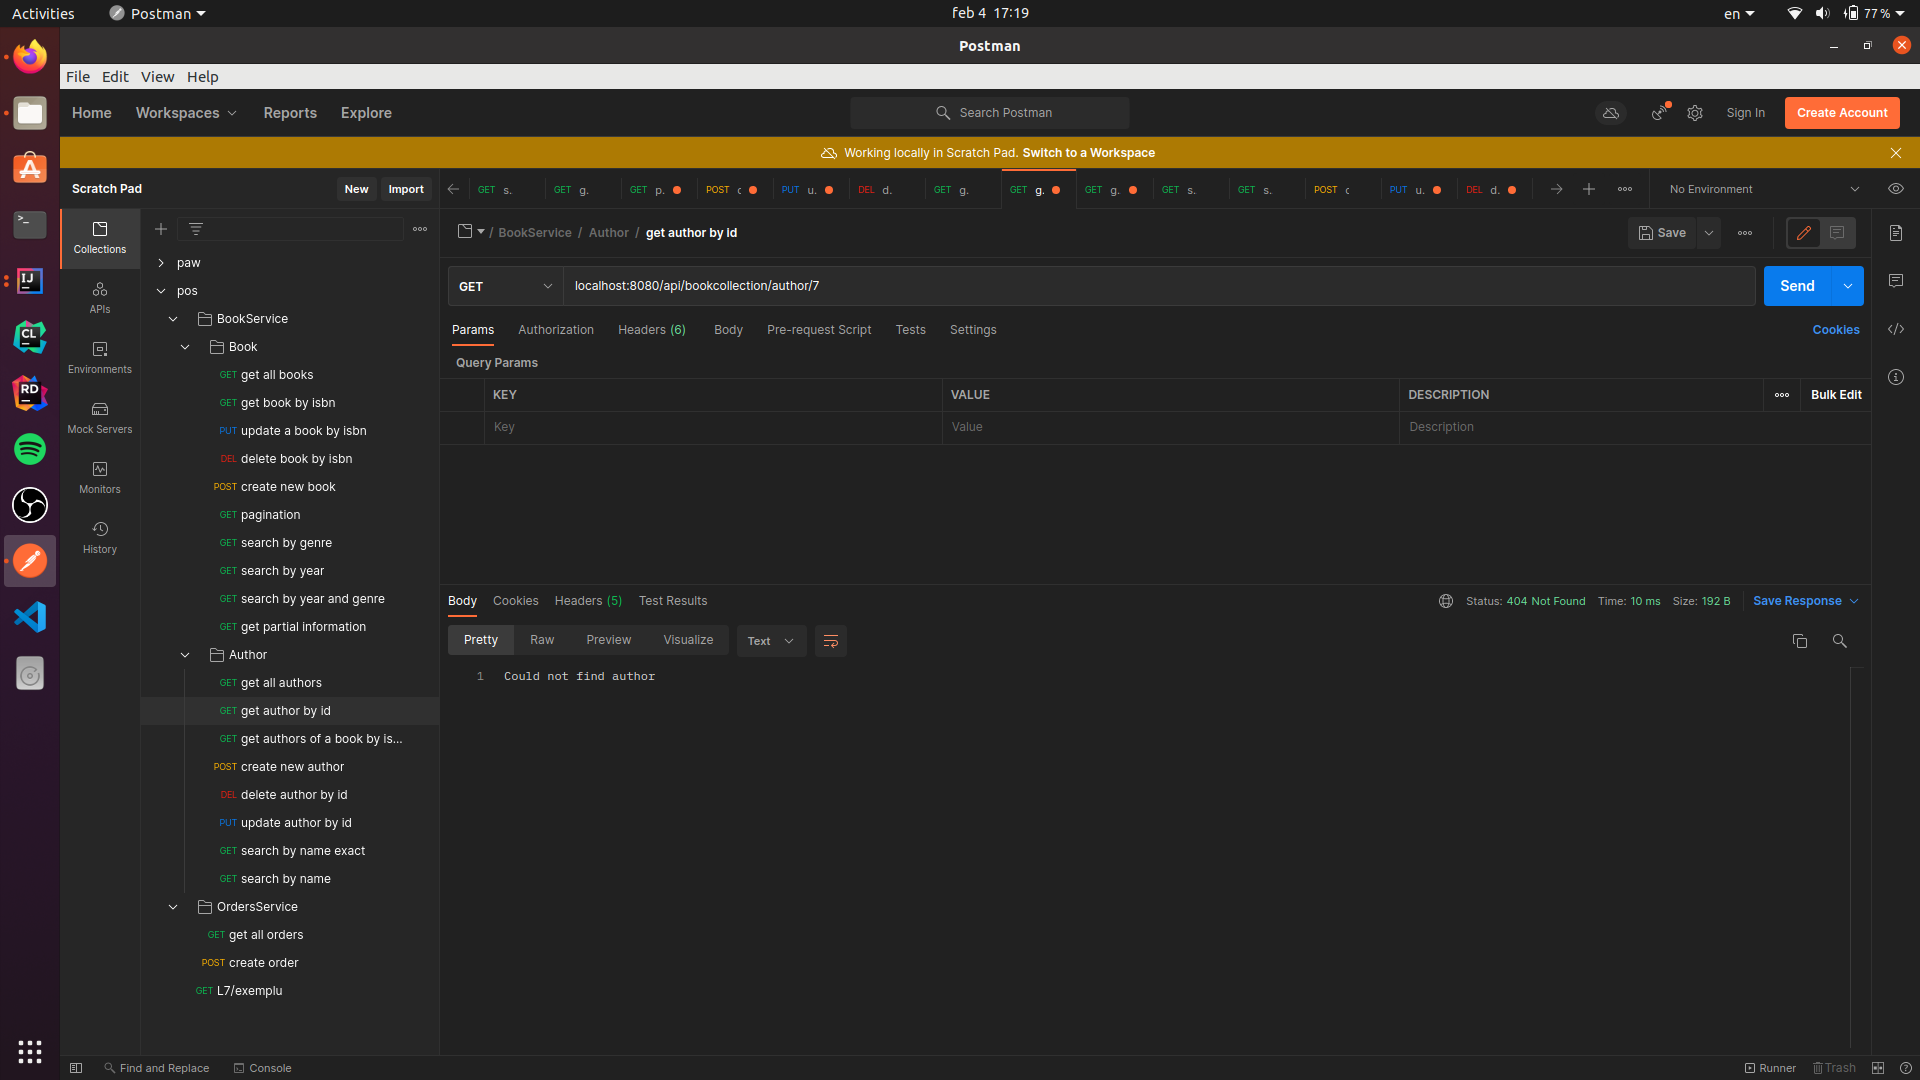 Activities
Postman
feb 4 17:19
en
77 %
Postman
File Edit View Help
Home Workspaces Reports Explore
Search Postman
Sign In
Create Account
Working locally in Scratch Pad. Switch to a Workspace
Scratch Pad
New
Import
GET s.
GET g.
GET p.
POST c
PUT u.
DEL d.
GET g.
GET g.
GET g.
GET s.
GET s.
POST c
PUT u.
DEL d.
No Environment
Collections
APIs
Environments
Mock Servers
Monitors
History
paw
pos
BookService
Book
GET get all books
GET get book by isbn
PUT update a book by isbn
DEL delete book by isbn
POST create new book
GET pagination
GET search by genre
GET search by year
GET search by year and genre
GET get partial information
Author
GET get all authors
GET get author by id
GET get authors of a book by is...
POST create new author
DEL delete author by id
PUT update author by id
GET search by name exact
GET search by name
OrdersService
GET get all orders
POST create order
GET L7/exemplu
/ BookService / Author / get author by id
Save
GET
localhost:8080/api/bookcollection/author/7
Send
Params Authorization Headers (6) Body Pre-request Script Tests Settings
Cookies
Query Params
KEY VALUE DESCRIPTION
Bulk Edit
Key Value Description
Body Cookies Headers (5) Test Results
Status: 404 Not Found Time: 10 ms Size: 192 B
Save Response
Pretty Raw Preview Visualize
Text
1 Could not find author
Find and Replace
Console
Runner
Trash
IJ
CL
RD